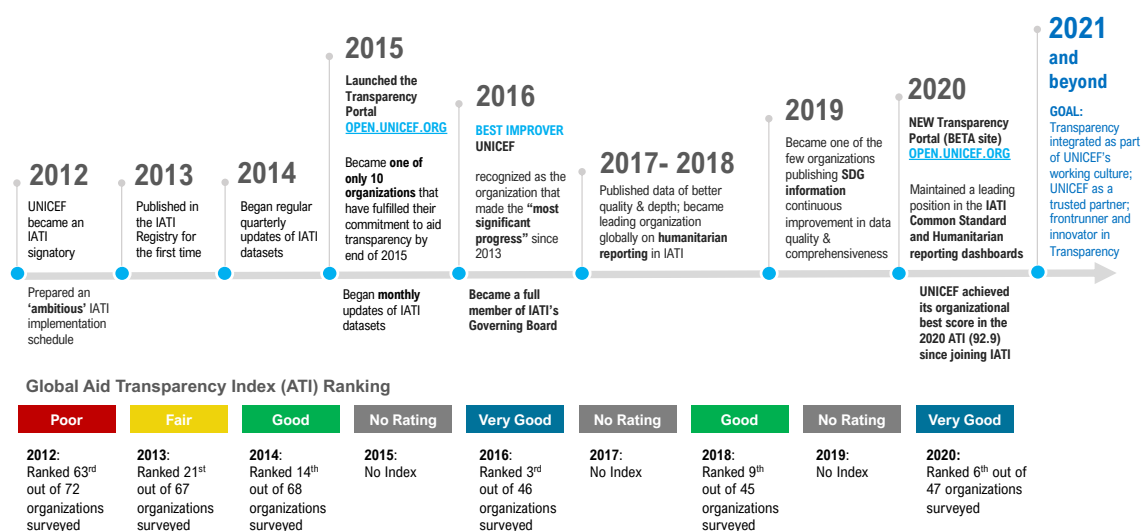 2012
UNICEF
became an
IATI
signatory
Prepared an
‘ambitious’ IATI
implementation
schedule
2013
Published in
the IATI
Registry for
the first time
2014
Began regular
quarterly
updates of IATI
datasets
2015
Launched the
Transparency
Portal
OPEN.UNICEF.ORG
Became one of
only 10
organizations that
have fulfilled their
commitment to aid
transparency by
end of 2015
Began monthly
updates of IATI
datasets
2016
BEST IMPROVER
UNICEF
recognized as the
organization that
made the “most
significant
progress” since
2013
Became a full
member of IATI’s
Governing Board
2017- 2018
Published data of better
quality & depth; became
leading organization
globally on humanitarian
reporting in IATI
2019
Became one of the
few organizations
publishing SDG
information
continuous
improvement in data
quality &
comprehensiveness
2020
NEW Transparency
Portal (BETA site)
OPEN.UNICEF.ORG
Maintained a leading
position in the IATI
Common Standard
and Humanitarian
reporting dashboards
UNICEF achieved
its organizational
best score in the
2020 ATI (92.9)
since joining IATI
2021
and
beyond
GOAL:
Transparency
integrated as part
of UNICEF’s
working culture;
UNICEF as a
trusted partner;
frontrunner and
innovator in
Transparency
Global Aid Transparency Index (ATI) Ranking
Poor
2012:
Ranked 63rd
out of 72
organizations
surveyed
Fair
2013:
Ranked 21st
out of 67
organizations
surveyed
Good
2014:
Ranked 14th
out of 68
organizations
surveyed
No Rating
2015:
No Index
Very Good
2016:
Ranked 3rd
out of 46
organizations
surveyed
No Rating
2017:
No Index
Good
2018:
Ranked 9th
out of 45
organizations
surveyed
No Rating
2019:
No Index
Very Good
2020:
Ranked 6th out of
47 organizations
surveyed